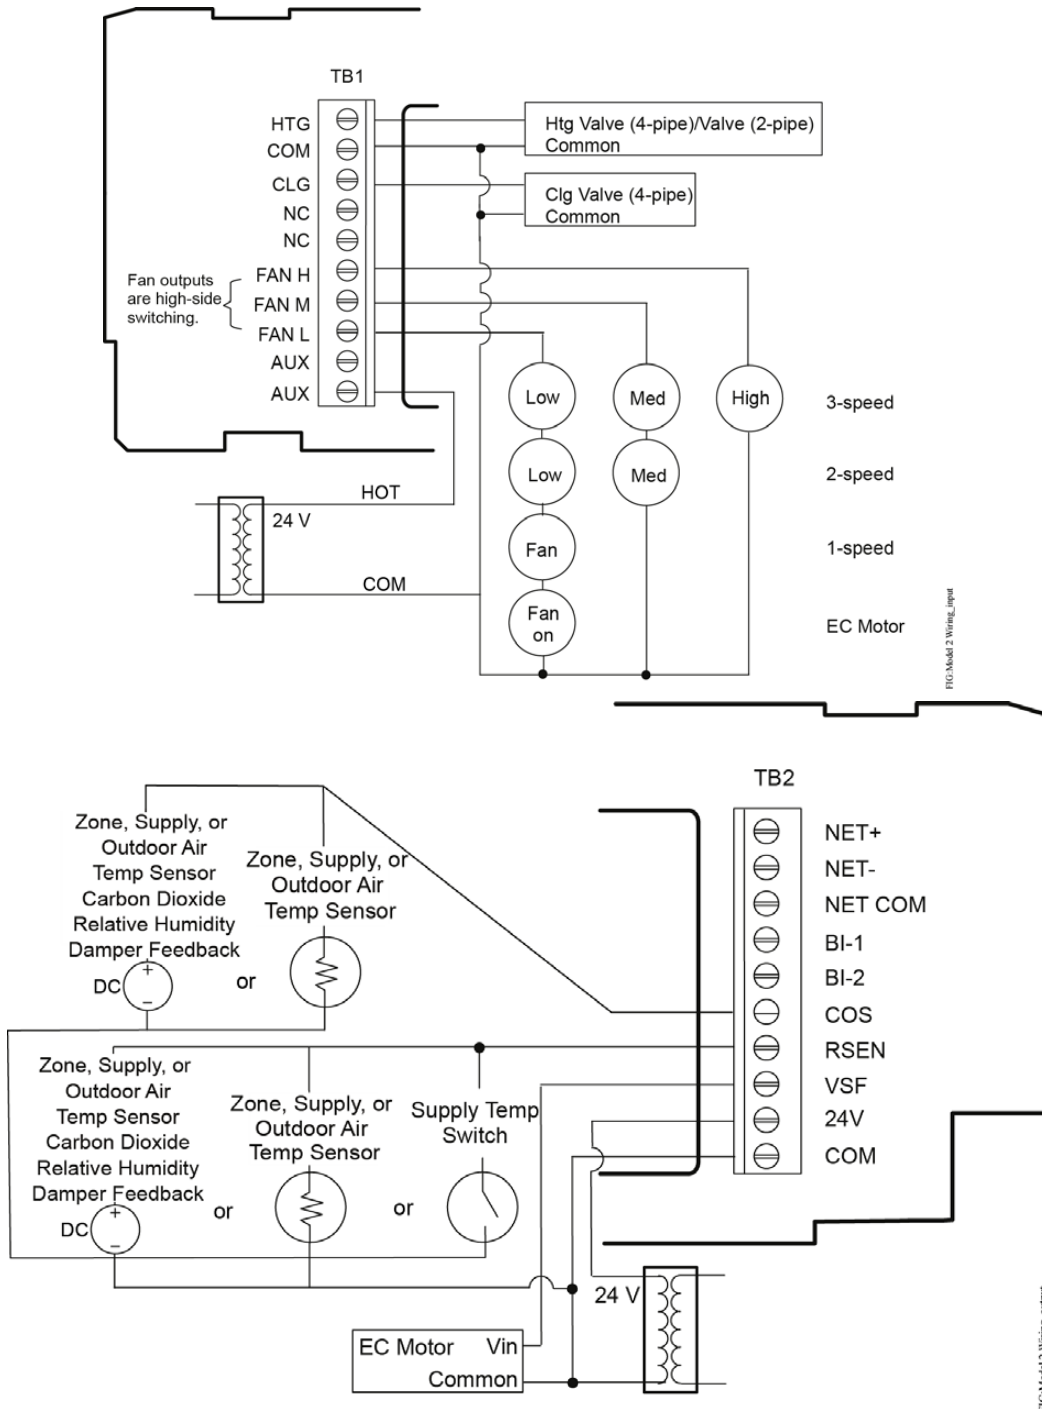 TB1
HTG
COM
CLG
NC
NC
FAN H
FAN M
FAN L
AUX
AUX
Fan outputs
are high-side
switching.
Htg Valve (4-pipe)/Valve (2-pipe)
Common
Clg Valve (4-pipe)
Common
Low
Med
High
3-speed
Low
Med
2-speed
Fan
1-speed
Fan
on
EC Motor
HOT
24 V
COM
FIG:Model 2 Wiring_input
TB2
NET+
NET-
NET COM
BI-1
BI-2
COS
RSEN
VSF
24V
COM
Zone, Supply, or
Outdoor Air
Temp Sensor
Carbon Dioxide
Relative Humidity
Damper Feedback
DC
+
−
or
Zone, Supply, or
Outdoor Air
Temp Sensor
Zone, Supply, or
Outdoor Air
Temp Sensor
Carbon Dioxide
Relative Humidity
Damper Feedback
DC
+
−
or
Zone, Supply, or
Outdoor Air
Temp Sensor
or
Supply Temp
Switch
24 V
EC Motor Vin
Common